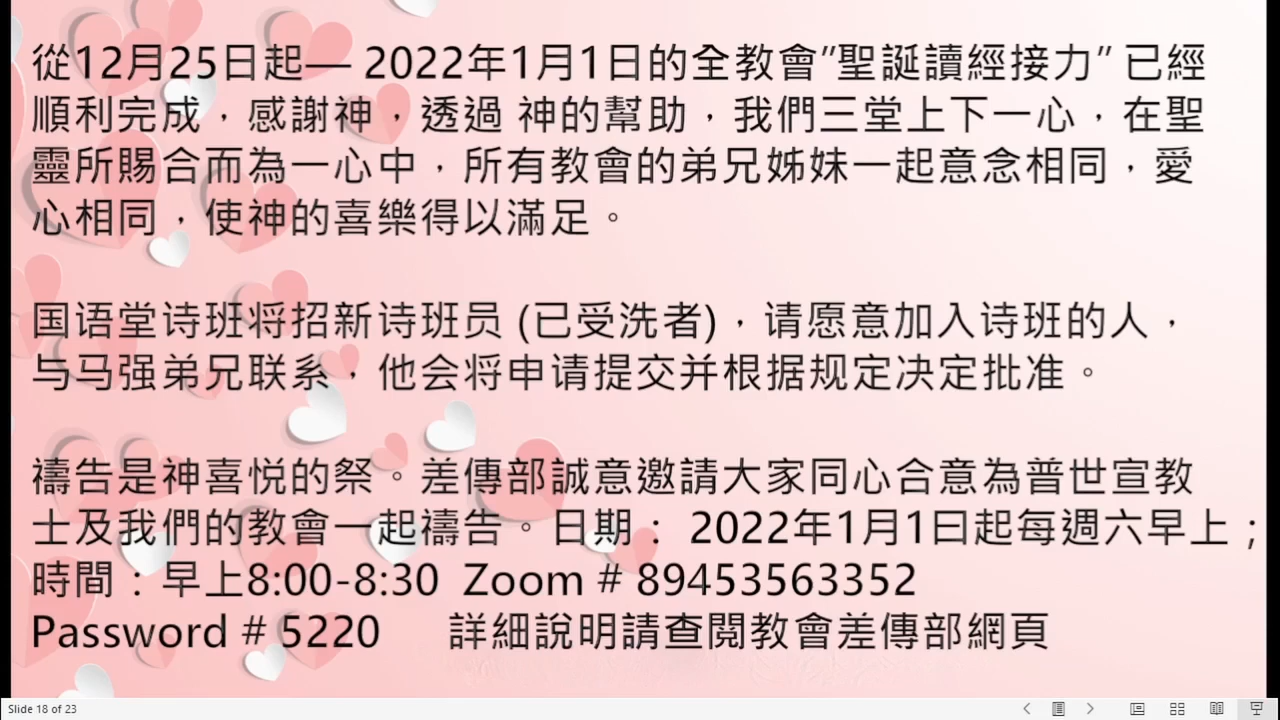 從12月25日起— 2022年1月1日的全教會”聖誕讀經接力” 已經
順利完成，感謝神，透過 神的幫助，我們三堂上下一心，在聖
靈所賜合而為一心中，所有教會的弟兄姊妹一起意念相同，愛
心相同，使神的喜樂得以滿足。
国语堂诗班将招新诗班员 (已受洗者)，请愿意加入诗班的人，
与马强弟兄联系，他会将申请提交并根据规定决定批准。
禱告是神喜悦的祭。差傳部誠意邀請大家同心合意為普世宣教
士及我們的教會一起禱告。日期： 2022年1月1曰起每週六早上；
時間：早上8:00-8:30 Zoom # 89453563352
Password # 5220 詳細說明請查閱教會差傳部網頁
Slide 18 of 23